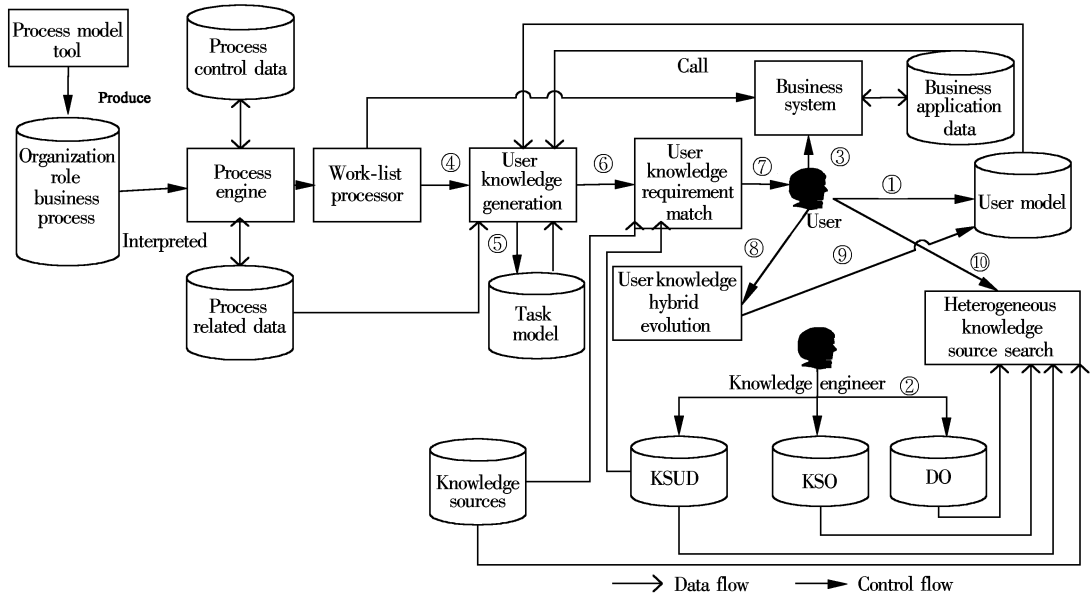 Process model
tool
Produce
Organization
role
business
process
Interpreted
Process
control data
Process
engine
Process
related data
Work-list
processor
④
User
knowledge
generation
⑤
Task
model
⑥
User
knowledge
requirement
match
⑦
Call
Business
system
Business
application
data
③
User
①
User model
⑧
⑨
⑩
User knowledge
hybrid
evolution
Heterogeneous
knowledge
source search
Knowledge engineer
②
Knowledge
sources
KSUD
KSO
DO
Data flow
Control flow